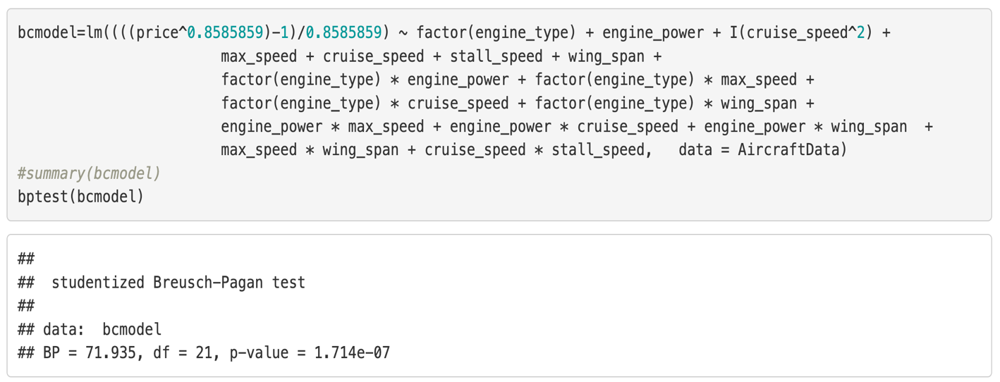 bcmodel=lm((((price^0.8585859)-1)/0.8585859) ~ factor(engine_type) + engine_power + I(cruise_speed^2) +
max_speed + cruise_speed + stall_speed + wing_span +
factor(engine_type) * engine_power + factor(engine_type) * max_speed +
factor(engine_type) * cruise_speed + factor(engine_type) * wing_span +
engine_power * max_speed + engine_power * cruise_speed + engine_power * wing_span  +
max_speed * wing_span + cruise_speed * stall_speed,   data = AircraftData)
#summary(bcmodel)
bptest(bcmodel)
##
##  studentized Breusch-Pagan test
##
## data:  bcmodel
## BP = 71.935, df = 21, p-value = 1.714e-07